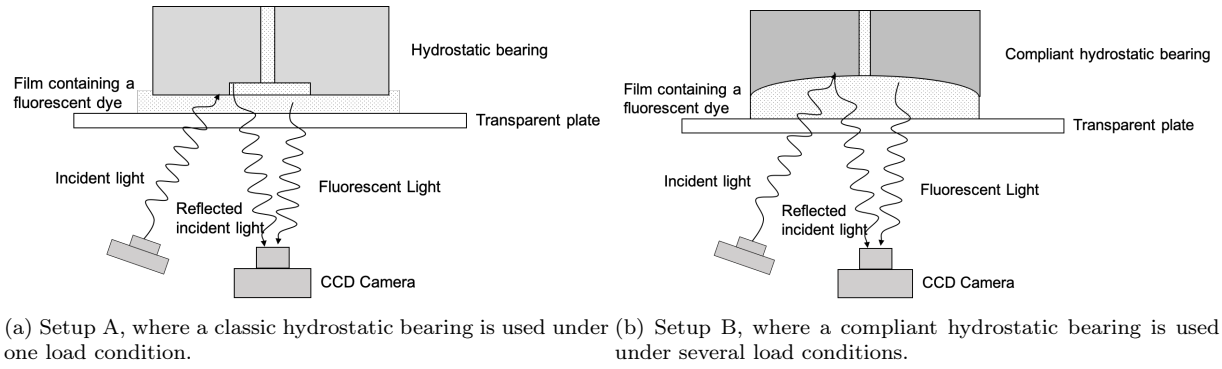 Hydrostatic bearing
Film containing a
fluorescent dye
Transparent plate
Incident light
Fluorescent Light
Reflected
incident light
CCD Camera
(a) Setup A, where a classic hydrostatic bearing is used under
one load condition.
Compliant hydrostatic bearing
Film containing a
fluorescent dye
Transparent plate
Incident light
Fluorescent Light
Reflected
incident light
CCD Camera
(b) Setup B, where a compliant hydrostatic bearing is used
under several load conditions.